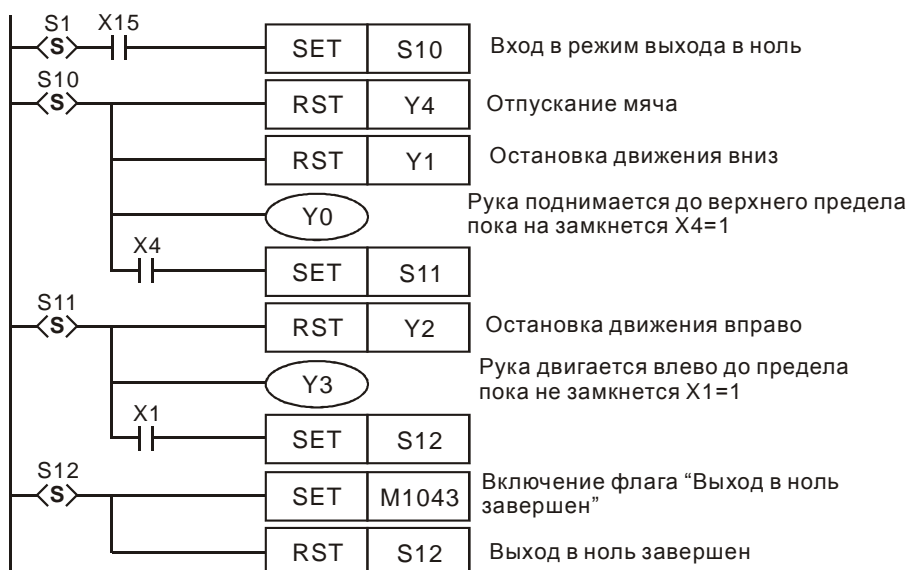 S1 X15
S SET S10 Вход в режим выхода в ноль
S10
S RST Y4 Отпускание мяча
RST Y1 Остановка движения вниз
Y0 Рука поднимается до верхнего предела
пока на замкнется X4=1
X4
SET S11
S11
S RST Y2 Остановка движения вправо
Y3 Рука двигается влево до предела
пока не замкнется X1=1
X1
SET S12
S12
S SET M1043 Включение флага “Выход в ноль
завершен”
RST S12 Выход в ноль завершен